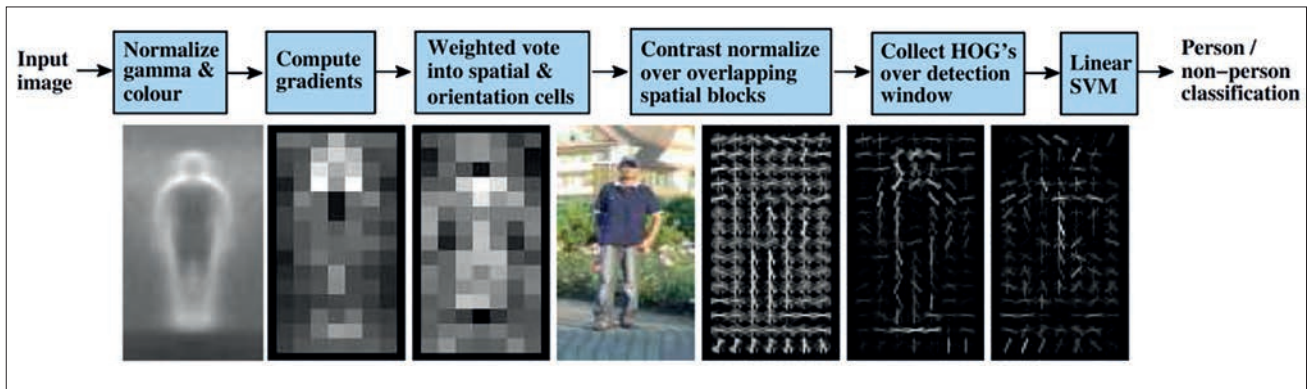 Input
image
Normalize
gamma &
colour
Compute
gradients
Weighted vote
into spatial &
orientation cells
Contrast normalize
over overlapping
spatial blocks
Collect HOG's
over detection
window
Linear
SVM
Person /
non–person
classification